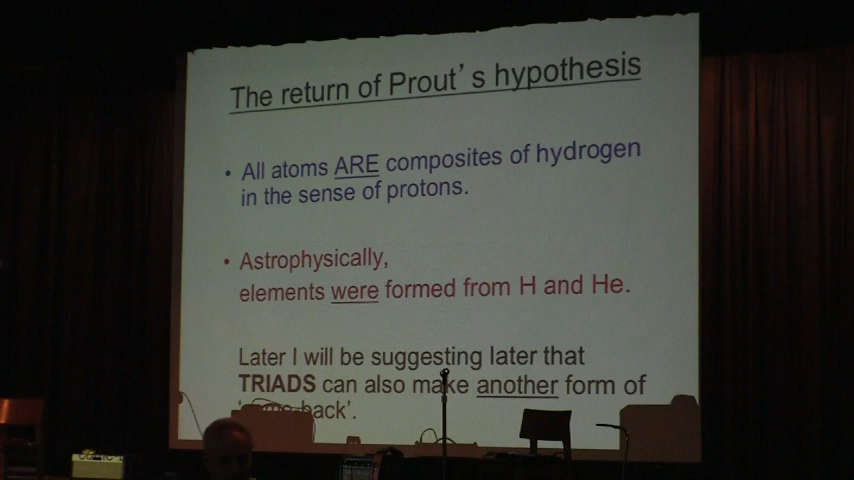 The return of Prout's hypothesis
• All atoms ARE composites of hydrogen
in the sense of protons.
• Astrophysically,
elements were formed from H and He.
Later I will be suggesting later that
TRIADS can also make another form of
back'.